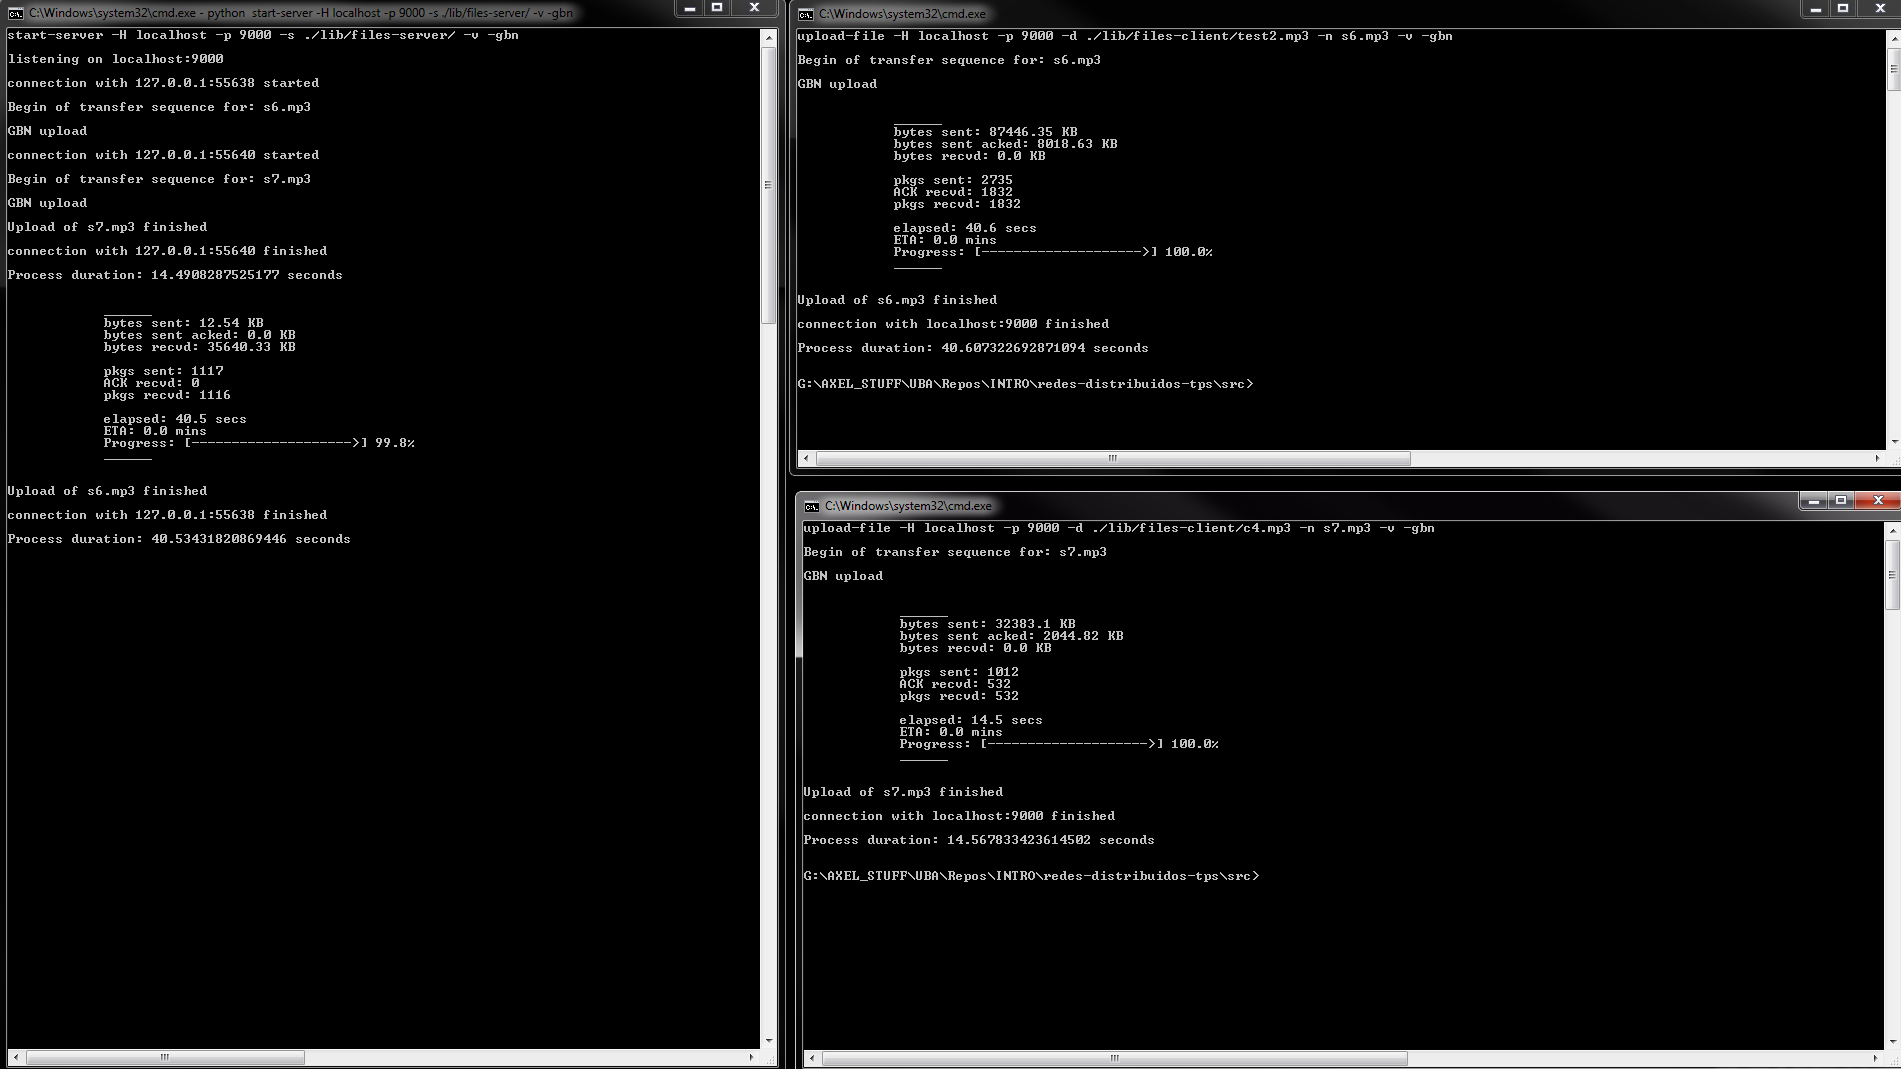 C:\Windows\system32\cmd.exe - python  start-server -H localhost -p 9000 -s ./lib/files-server/ -v -gbn
start-server -H localhost -p 9000 -s ./lib/files-server/ -v -gbn
listening on localhost:9000
connection with 127.0.0.1:55638 started
Begin of transfer sequence for: s6.mp3
GBN upload
connection with 127.0.0.1:55640 started
Begin of transfer sequence for: s7.mp3
GBN upload
Upload of s7.mp3 finished
connection with 127.0.0.1:55640 finished
Process duration: 14.4908287525177 seconds
______
bytes sent: 12.54 KB
bytes sent acked: 0.0 KB
bytes recvd: 35640.33 KB
pkgs sent: 1117
ACK recvd: 0
pkgs recvd: 1116
elapsed: 40.5 secs
ETA: 0.0 mins
Progress: [-------------------->] 99.8%
______
Upload of s6.mp3 finished
connection with 127.0.0.1:55638 finished
Process duration: 40.53431820869446 seconds
C:\Windows\system32\cmd.exe
upload-file -H localhost -p 9000 -d ./lib/files-client/test2.mp3 -n s6.mp3 -v -gbn
Begin of transfer sequence for: s6.mp3
GBN upload
______
bytes sent: 87446.35 KB
bytes sent acked: 8018.63 KB
bytes recvd: 0.0 KB
pkgs sent: 2735
ACK recvd: 1832
pkgs recvd: 1832
elapsed: 40.6 secs
ETA: 0.0 mins
Progress: [-------------------->] 100.0%
______
Upload of s6.mp3 finished
connection with localhost:9000 finished
Process duration: 40.607322692871094 seconds
G:\AXEL_STUFF\UBA\Repos\INTRO\redes-distribuidos-tps\src>
C:\Windows\system32\cmd.exe
upload-file -H localhost -p 9000 -d ./lib/files-client/c4.mp3 -n s7.mp3 -v -gbn
Begin of transfer sequence for: s7.mp3
GBN upload
______
bytes sent: 32383.1 KB
bytes sent acked: 2044.82 KB
bytes recvd: 0.0 KB
pkgs sent: 1012
ACK recvd: 532
pkgs recvd: 532
elapsed: 14.5 secs
ETA: 0.0 mins
Progress: [-------------------->] 100.0%
______
Upload of s7.mp3 finished
connection with localhost:9000 finished
Process duration: 14.567833423614502 seconds
G:\AXEL_STUFF\UBA\Repos\INTRO\redes-distribuidos-tps\src>